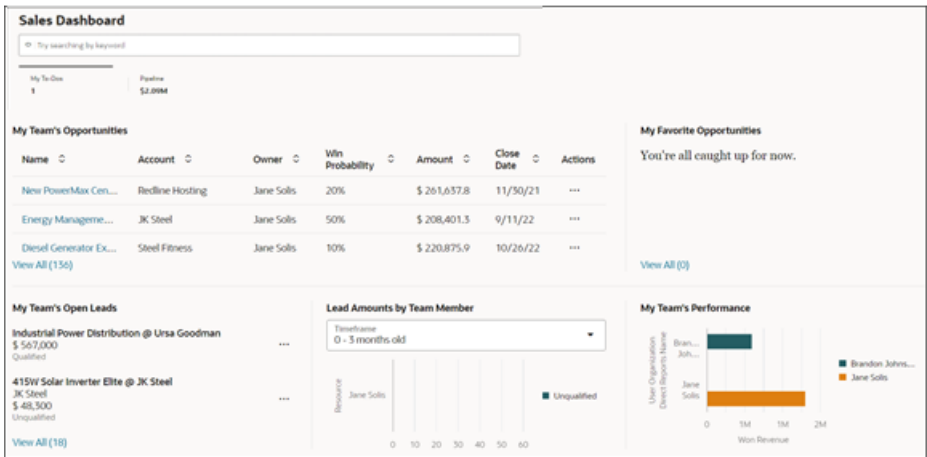 Sales Dashboard
Try searching by keyword
My To-Dos
1
Pipeline
$2.09M
My Team's Opportunities
Name Account Owner Win Probability Amount Close Date Actions
New PowerMax Cen... Redline Hosting Jane Solis 20% $ 261,637.8 11/30/21 ...
Energy Manageme... JK Steel Jane Solis 50% $ 208,401.3 9/11/22 ...
Diesel Generator Ex... Steel Fitness Jane Solis 10% $ 220,875.9 10/26/22 ...
View All (136)
My Favorite Opportunities
You're all caught up for now.
View All (0)
My Team's Open Leads
Industrial Power Distribution @ Ursa Goodman
$ 567,000
Qualified
...
415W Solar Inverter Elite @ JK Steel
JK Steel
$ 48,300
Unqualified
...
View All (18)
Lead Amounts by Team Member
Timeframe
0 - 3 months old
Resource
Jane Solis
Unqualified
0 10 20 30 40 50 60
My Team's Performance
User Organization
Direct Reports Name
Bran...
Joh...
Jane
Solis
Brandon Johns...
Jane Solis
0 1M 1M 2M
Won Revenue